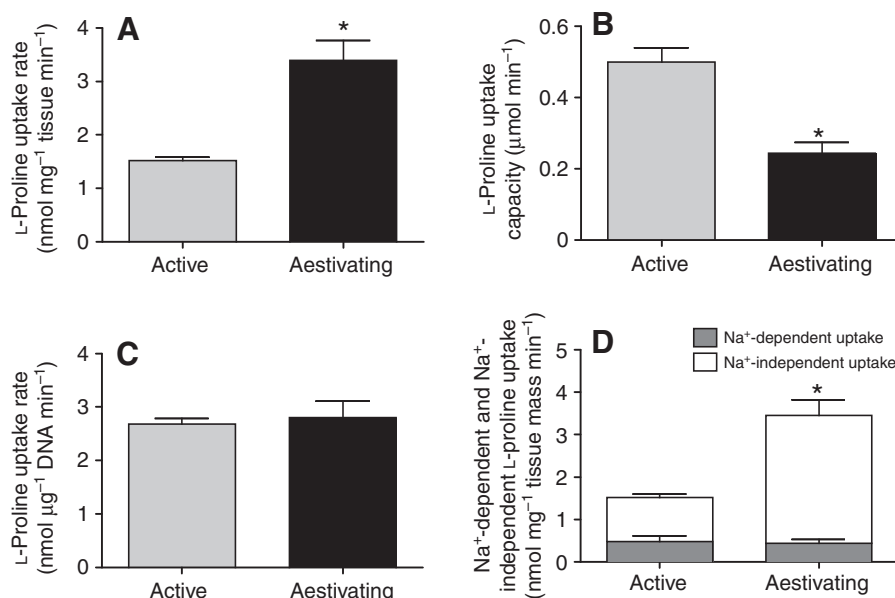 A
L-Proline uptake rate
(nmol mg⁻¹ tissue min⁻¹)
4
3
2
1
0
*
Active
Aestivating
B
L-Proline uptake
capacity (μmol min⁻¹)
0.6
0.4
0.2
0
*
Active
Aestivating
C
L-Proline uptake rate
(nmol μg⁻¹ DNA min⁻¹)
4
3
2
1
0
Active
Aestivating
D
Na⁺-dependent uptake
Na⁺-independent uptake
Na⁺-dependent and Na⁺-
independent L-proline uptake
(nmol mg⁻¹ tissue mass min⁻¹)
5
4
3
2
1
0
*
Active
Aestivating